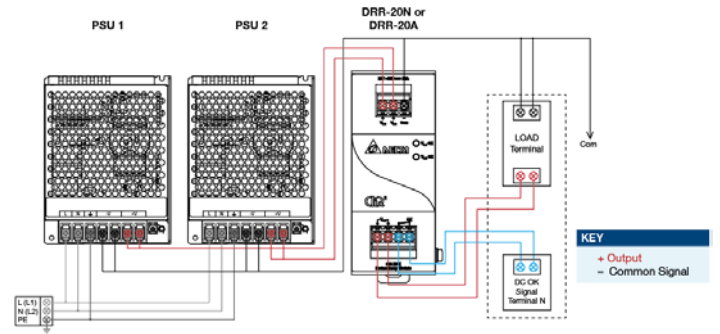 DRR-20N or
DRR-20A
PSU 1
PSU 2
LOAD
Terminal
Com
KEY
+ Output
– Common Signal
DC OK
Signal
Terminal N
L (L1)
N (L2)
PE